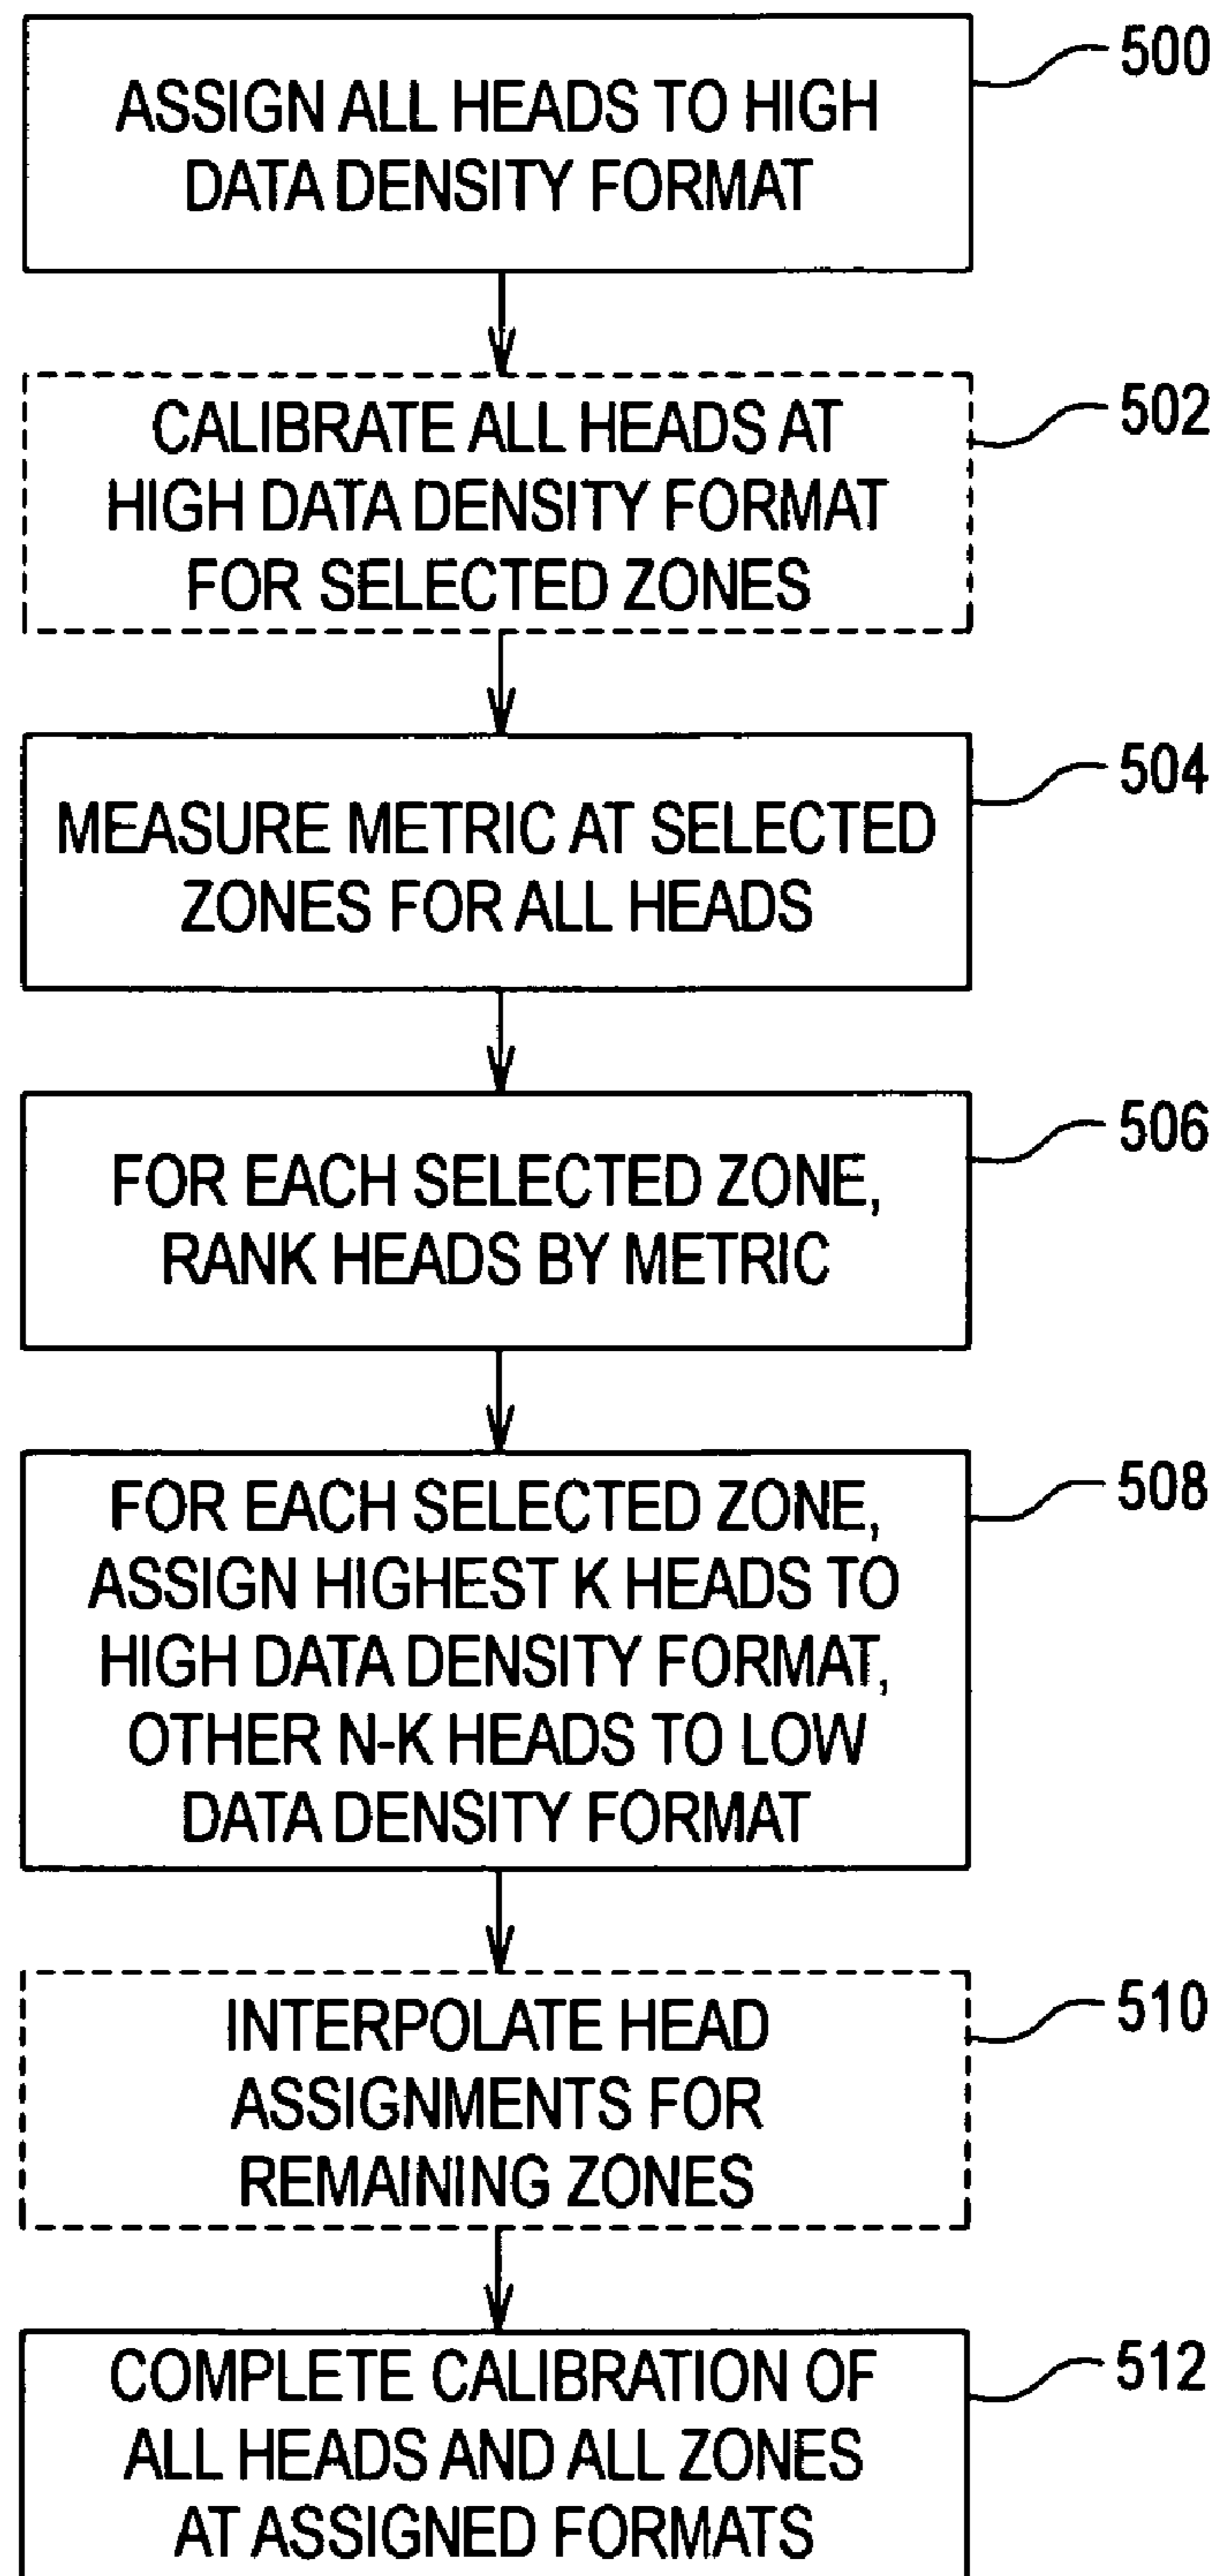 500
ASSIGN ALL HEADS TO HIGH
DATA DENSITY FORMAT
502
CALIBRATE ALL HEADS AT
HIGH DATA DENSITY FORMAT
FOR SELECTED ZONES
504
MEASURE METRIC AT SELECTED
ZONES FOR ALL HEADS
506
FOR EACH SELECTED ZONE,
RANK HEADS BY METRIC
508
FOR EACH SELECTED ZONE,
ASSIGN HIGHEST K HEADS TO
HIGH DATA DENSITY FORMAT,
OTHER N-K HEADS TO LOW
DATA DENSITY FORMAT
510
INTERPOLATE HEAD
ASSIGNMENTS FOR
REMAINING ZONES
512
COMPLETE CALIBRATION OF
ALL HEADS AND ALL ZONES
AT ASSIGNED FORMATS